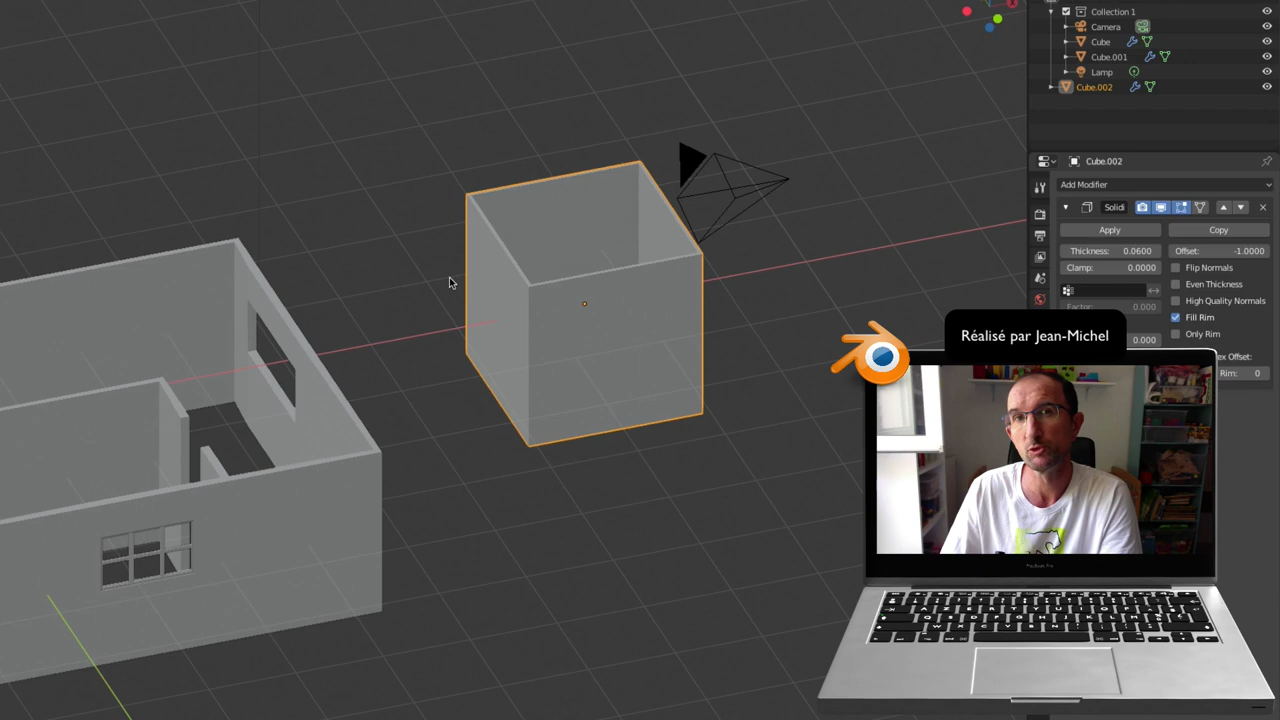 Collection 1
Camera
Cube
Cube.001
Lamp
Cube.002
Cube.002
Add Modifier
Solidi
Apply
Copy
Thickness: 0.0600
Offset: -1.0000
Clamp: 0.0000
Flip Normals
Even Thickness
High Quality Normals
Factor: 0.000
Fill Rim
Only Rim
0.000
ex Offset:
Rim: 0
Réalisé par Jean-Michel